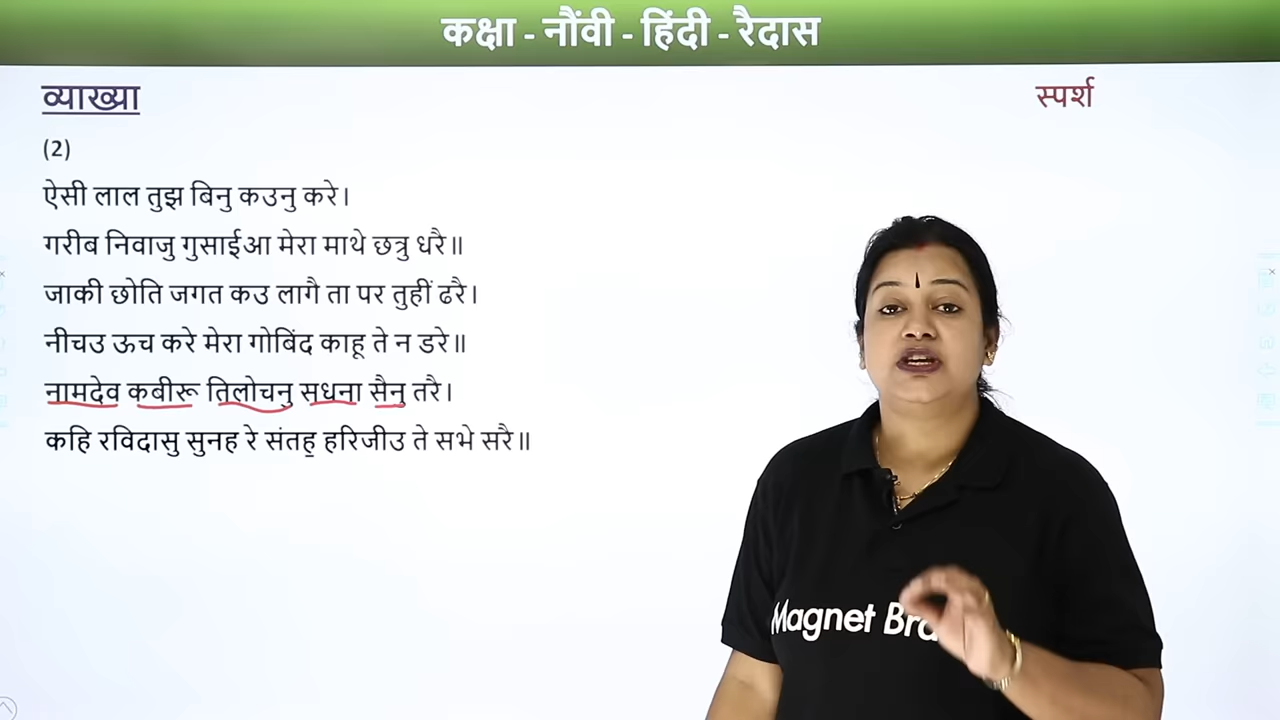 कक्षा - नौंवी - हिंदी - रैदास
व्याख्या
स्पर्श
(2)
ऐसी लाल तुझ बिनु कउनु करे।
गरीब निवाजु गुसाईआ मेरा माथे छत्रु धरै॥
जाकी छोति जगत कउ लागै ता पर तुहीं ढरै।
नीचउ ऊच करे मेरा गोबिंद काहू ते न डरे॥
नामदेव कबीरू तिलोचनु सधना सैनु तरै।
कहि रविदासु सुनह रे संतह हरिजीउ ते सभे सरै॥
Magnet